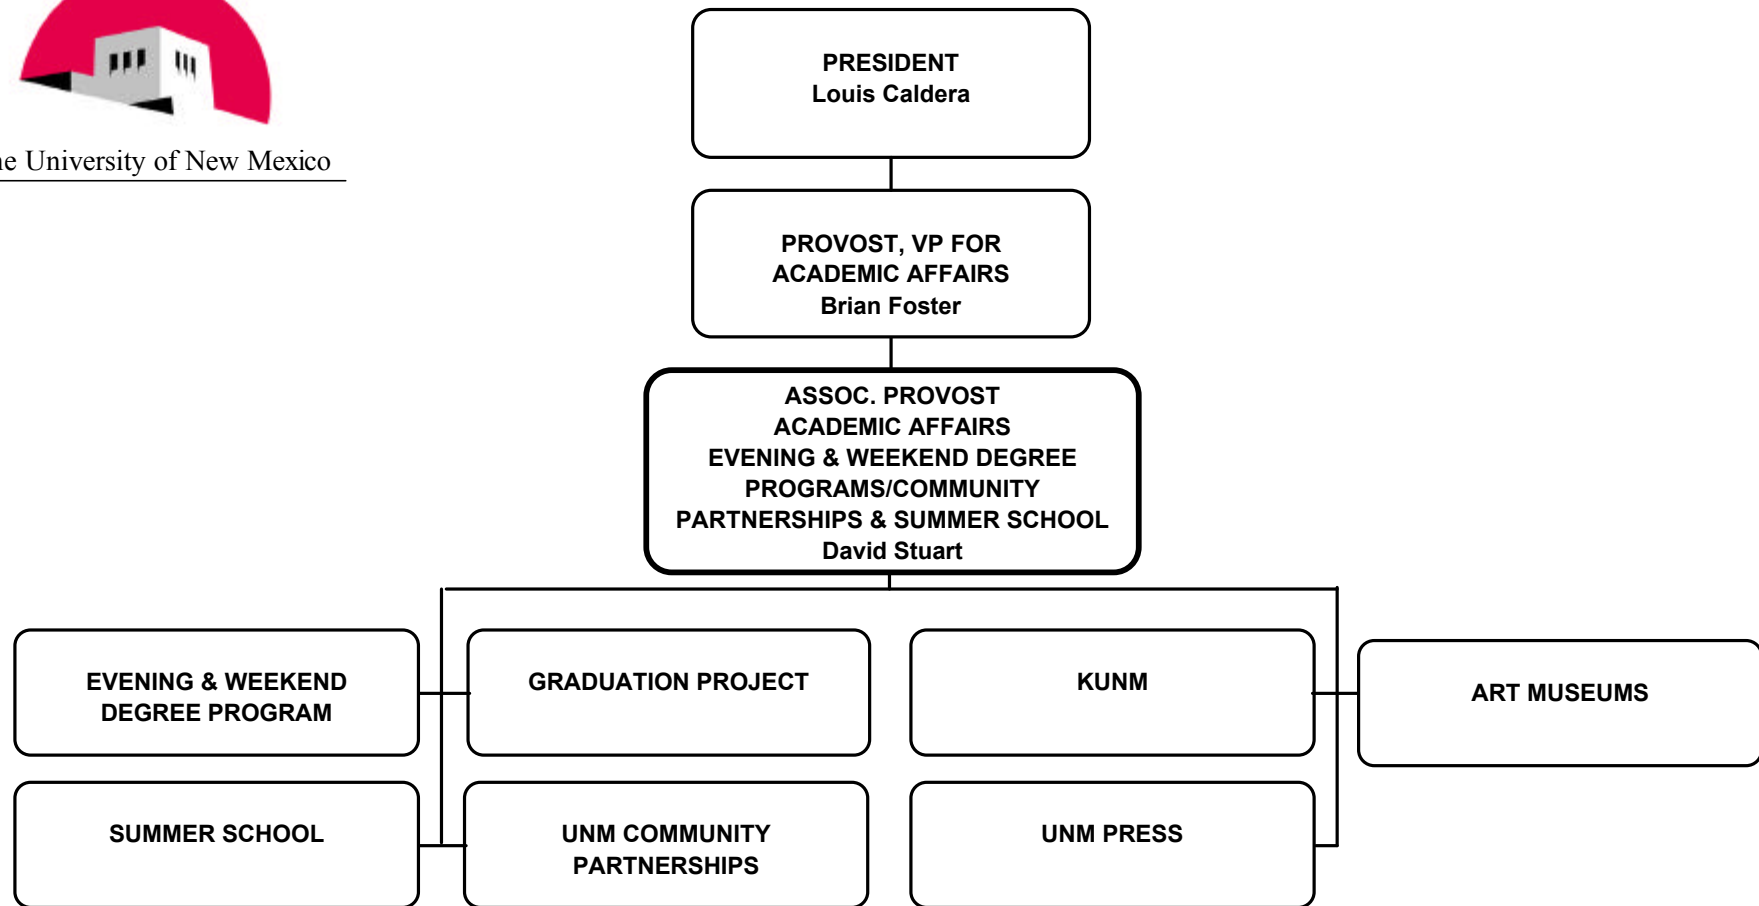 PRESIDENT
Louis Caldera
he University of New Mexico
PROVOST, VP FOR
ACADEMIC AFFAIRS
Brian Foster
ASSOC. PROVOST
ACADEMIC AFFAIRS
EVENING & WEEKEND DEGREE
PROGRAMS/COMMUNITY
PARTNERSHIPS & SUMMER SCHOOL
David Stuart
EVENING & WEEKEND
DEGREE PROGRAM
GRADUATION PROJECT
KUNM
ART MUSEUMS
SUMMER SCHOOL
UNM COMMUNITY
PARTNERSHIPS
UNM PRESS